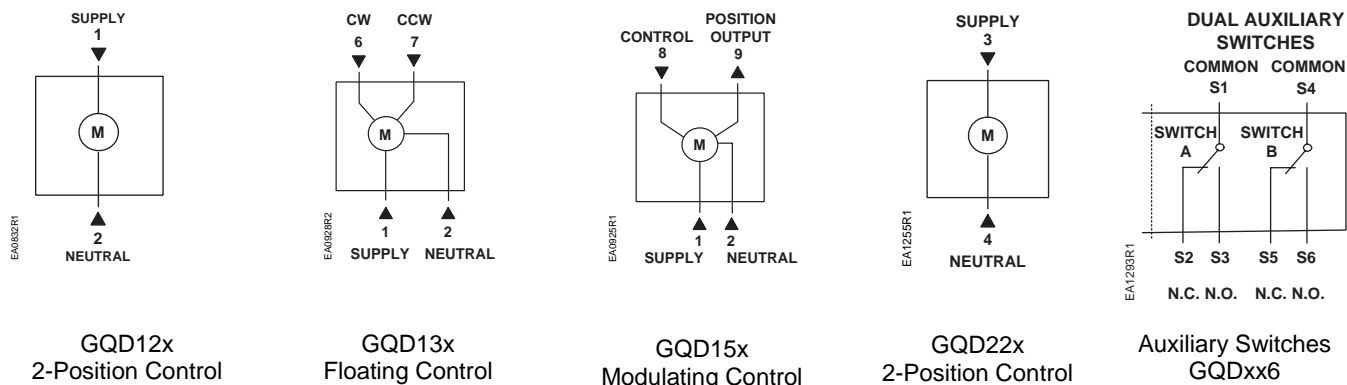 SUPPLY
1
M
2
NEUTRAL
EA0832R1
GQD12x
2-Position Control
CW CCW
6 7
M
1 2
SUPPLY NEUTRAL
EA0928R2
GQD13x
Floating Control
POSITION
CONTROL OUTPUT
8 9
M
1 2
SUPPLY NEUTRAL
EA0925R1
GQD15x
Modulating Control
SUPPLY
3
M
4
NEUTRAL
EA1255R1
GQD22x
2-Position Control
DUAL AUXILIARY
SWITCHES
COMMON COMMON
S1 S4
SWITCH SWITCH
A B
S2 S3 S5 S6
N.C. N.O. N.C. N.O.
EA1293R1
Auxiliary Switches
GQDxx6